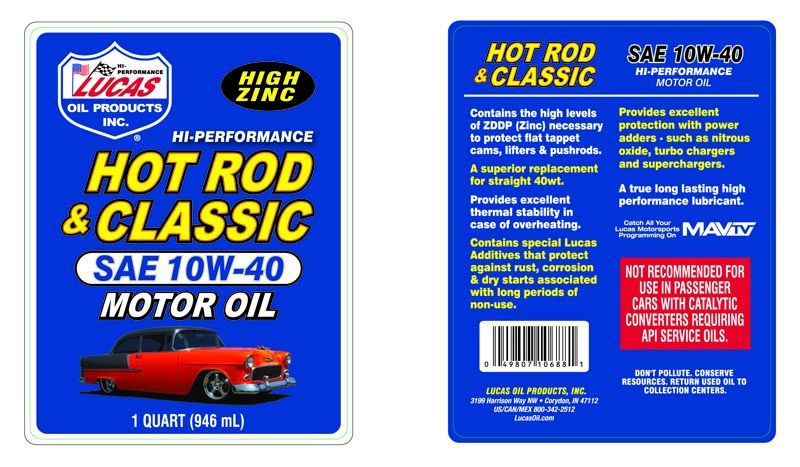 HI-
PERFORMANCE
LUCAS
OIL PRODUCTS
INC.
®
HIGH
ZINC
HI-PERFORMANCE
HOT ROD
& CLASSIC
SAE 10W-40
MOTOR OIL
1 QUART (946 mL)
HOT ROD
& CLASSIC
SAE 10W-40
HI-PERFORMANCE
MOTOR OIL
Contains the high levels
of ZDDP (Zinc) necessary
to protect flat tappet
cams, lifters & pushrods.
A superior replacement
for straight 40wt.
Provides excellent
thermal stability in
case of overheating.
Contains special Lucas
Additives that protect
against rust, corrosion
& dry starts associated
with long periods of
non-use.
0 49807 10688 1
LUCAS OIL PRODUCTS, INC.
3199 Harrison Way NW • Corydon, IN 47112
US/CAN/MEX 800-342-2512
LucasOil.com
Provides excellent
protection with power
adders - such as nitrous
oxide, turbo chargers
and superchargers.
A true long lasting high
performance lubricant.
Catch All Your
Lucas Motorsports
Programming On
MAVTV
NOT RECOMMENDED FOR
USE IN PASSENGER
CARS WITH CATALYTIC
CONVERTERS REQUIRING
API SERVICE OILS.
DON'T POLLUTE. CONSERVE
RESOURCES. RETURN USED OIL TO
COLLECTION CENTERS.